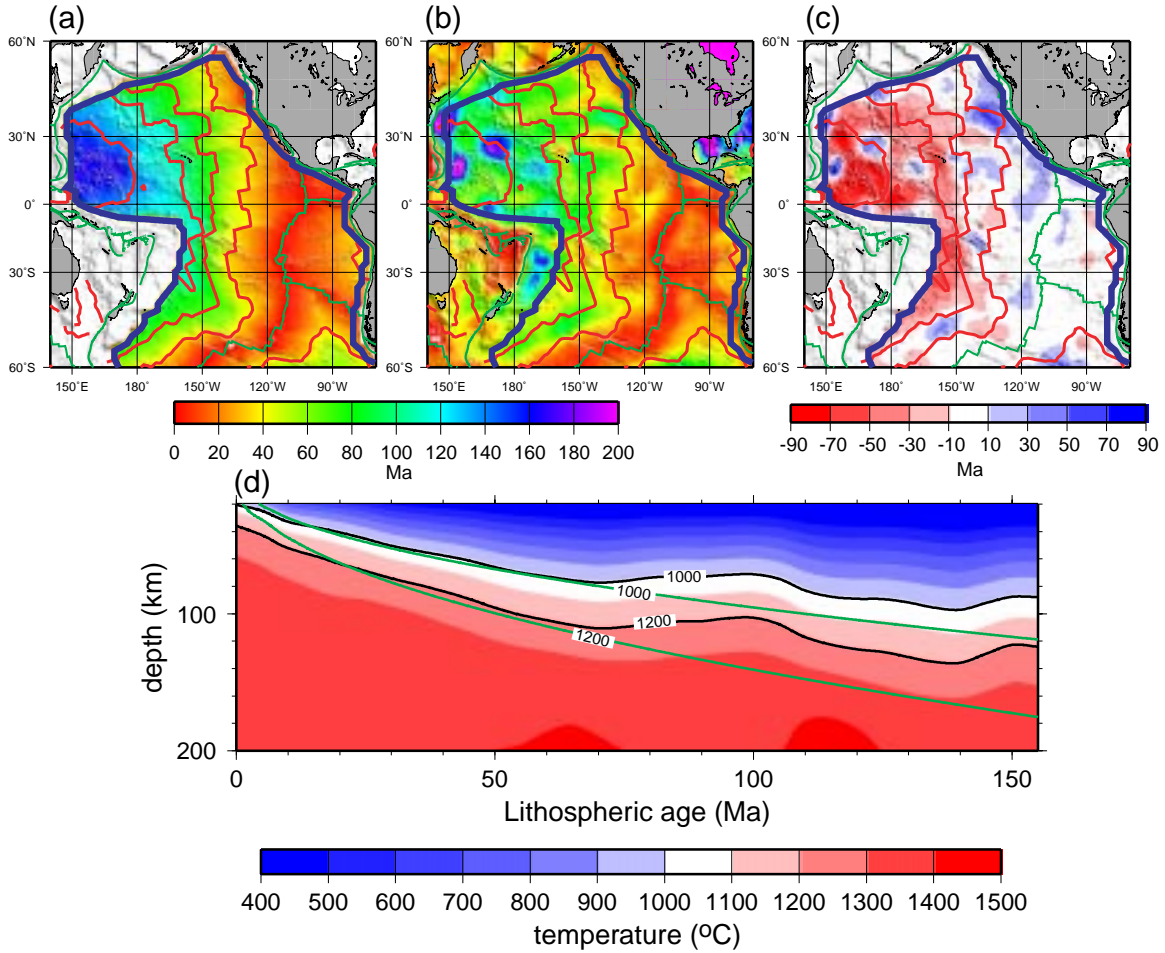 (a) (b) (c)
60˚N 60˚N 60˚N
30˚N 30˚N 30˚N
0˚ 0˚ 0˚
30˚S 30˚S 30˚S
60˚S 60˚S 60˚S
150˚E 180˚ 150˚W 120˚W 90˚W 150˚E 180˚ 150˚W 120˚W 90˚W 150˚E 180˚ 150˚W 120˚W 90˚W
0 20 40 60 80 100 120 140 160 180 200
Ma
-90 -70 -50 -30 -10 10 30 50 70 90
Ma
(d)
1000
1000
1200
1200
depth (km)
100
200
0 50 100 150
Lithospheric age (Ma)
400 500 600 700 800 900 1000 1100 1200 1300 1400 1500
temperature (ºC)